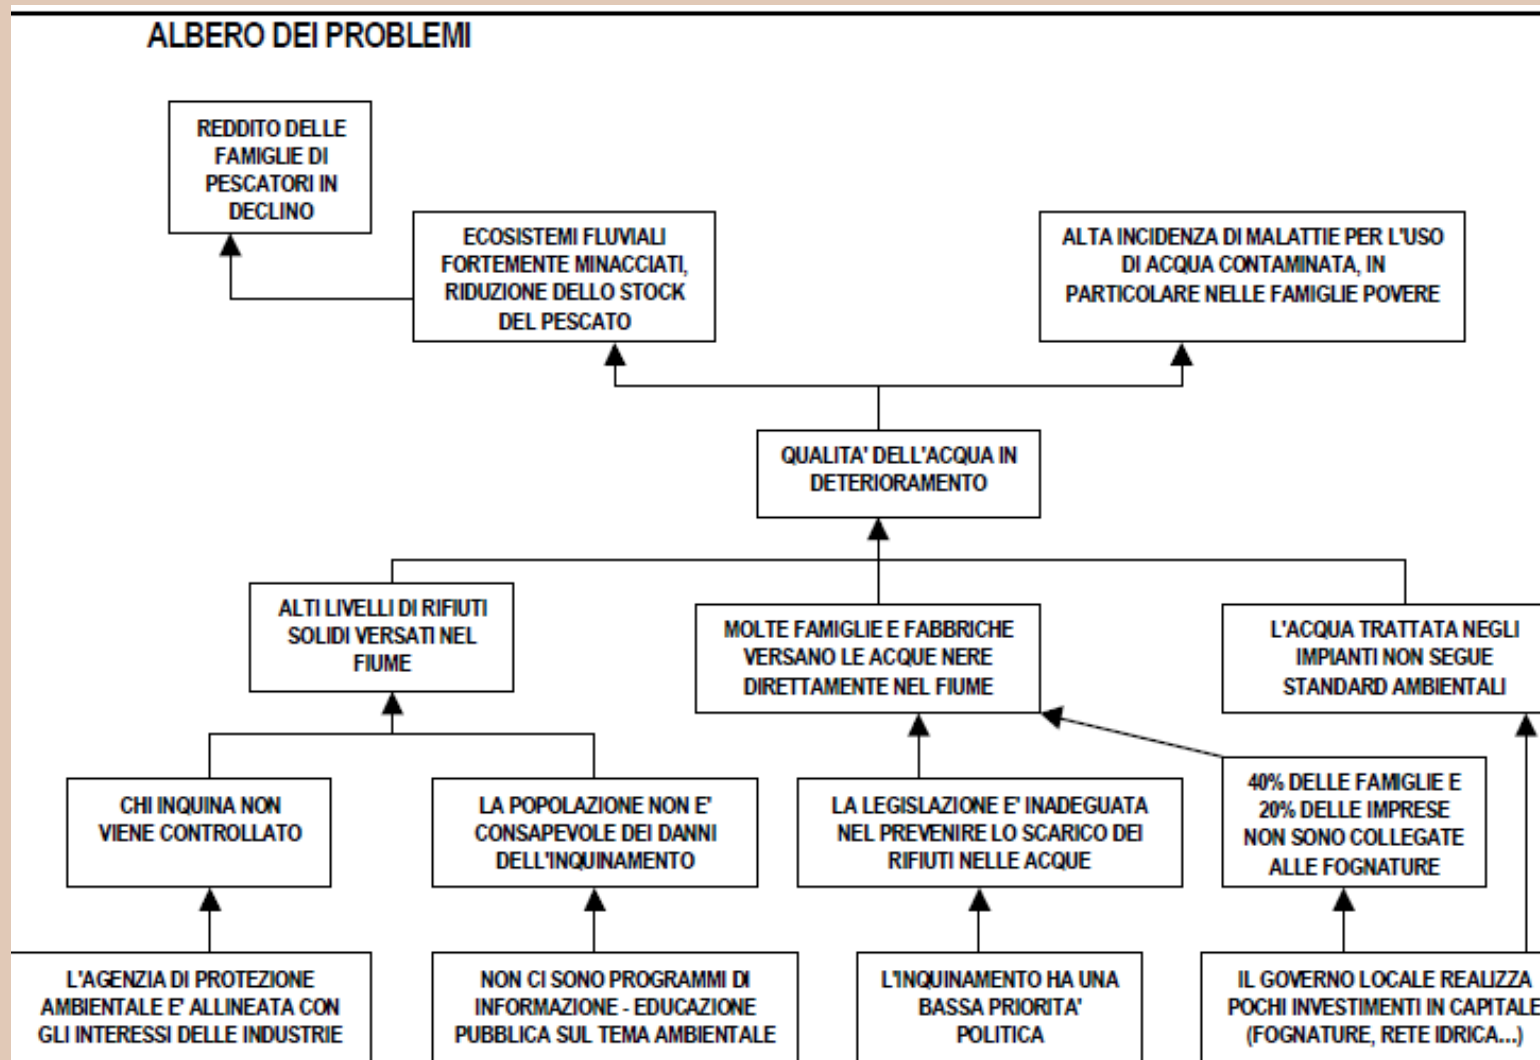 ALBERO DEI PROBLEMI
REDDITO DELLE
FAMIGLIE DI
PESCATORI IN
DECLINO
ECOSISTEMI FLUVIALI
FORTEMENTE MINACCIATI,
RIDUZIONE DELLO STOCK
DEL PESCATO
ALTA INCIDENZA DI MALATTIE PER L'USO
DI ACQUA CONTAMINATA, IN
PARTICOLARE NELLE FAMIGLIE POVERE
QUALITA' DELL'ACQUA IN
DETERIORAMENTO
ALTI LIVELLI DI RIFIUTI
SOLIDI VERSATI NEL
FIUME
MOLTE FAMIGLIE E FABBRICHE
VERSANO LE ACQUE NERE
DIRETTAMENTE NEL FIUME
L'ACQUA TRATTATA NEGLI
IMPIANTI NON SEGUE
STANDARD AMBIENTALI
CHI INQUINA NON
VIENE CONTROLLATO
LA POPOLAZIONE NON E'
CONSAPEVOLE DEI DANNI
DELL'INQUINAMENTO
LA LEGISLAZIONE E' INADEGUATA
NEL PREVENIRE LO SCARICO DEI
RIFIUTI NELLE ACQUE
40% DELLE FAMIGLIE E
20% DELLE IMPRESE
NON SONO COLLEGATE
ALLE FOGNATURE
L'AGENZIA DI PROTEZIONE
AMBIENTALE E' ALLINEATA CON
GLI INTERESSI DELLE INDUSTRIE
NON CI SONO PROGRAMMI DI
INFORMAZIONE - EDUCAZIONE
PUBBLICA SUL TEMA AMBIENTALE
L'INQUINAMENTO HA UNA
BASSA PRIORITA'
POLITICA
IL GOVERNO LOCALE REALIZZA
POCHI INVESTIMENTI IN CAPITALE
(FOGNATURE, RETE IDRICA...)